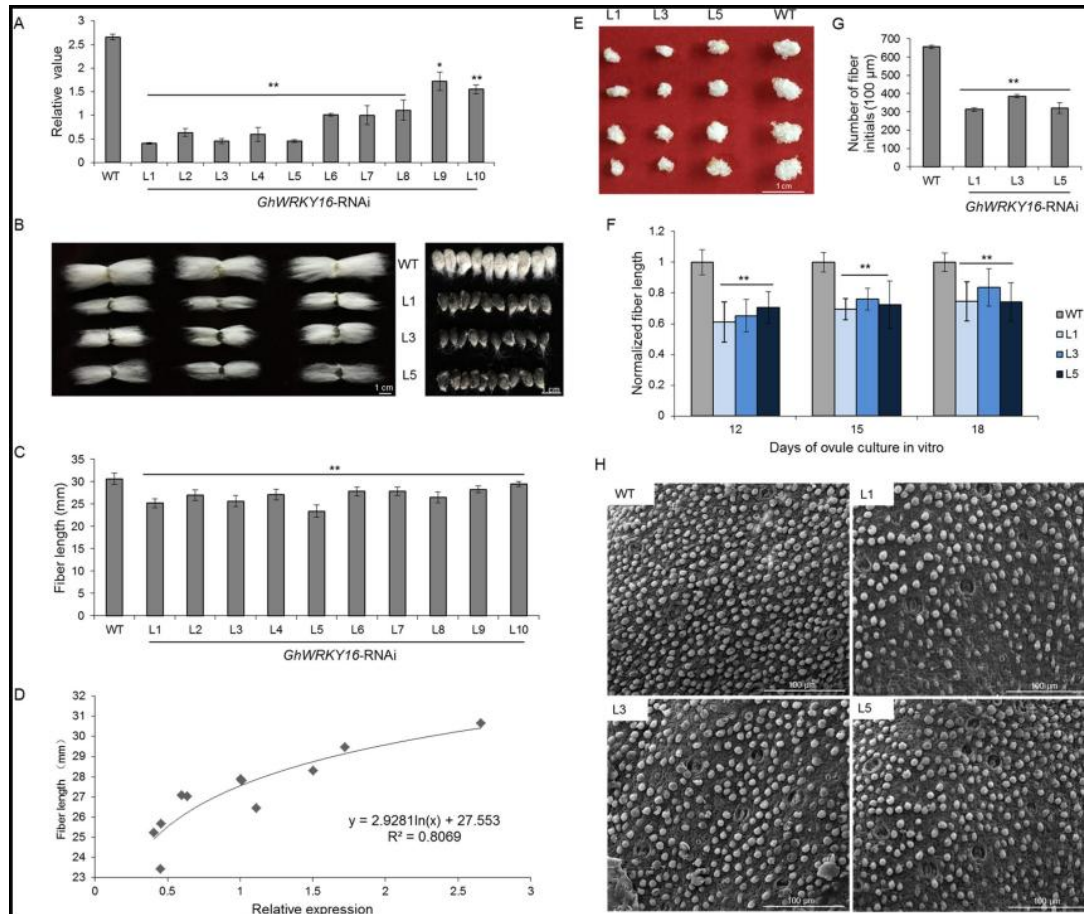 A
Relative value
3
2.5
2
1.5
1
0.5
0
**
*
**
WT L1 L2 L3 L4 L5 L6 L7 L8 L9 L10
GhWRKY16-RNAi
B
WT
L1
L3
L5
1 cm
1 cm
C
Fiber length (mm)
35
30
25
20
15
10
5
0
**
WT L1 L2 L3 L4 L5 L6 L7 L8 L9 L10
GhWRKY16-RNAi
D
Fiber length (mm)
32
31
30
29
28
27
26
25
24
23
y = 2.9281ln(x) + 27.553
R² = 0.8069
0 0.5 1 1.5 2 2.5 3
Relative expression
E
L1 L3 L5 WT
1 cm
G
Number of fiber
initials (100 µm)
700
600
500
400
300
200
100
0
**
WT L1 L3 L5
GhWRKY16-RNAi
F
Normalized fiber length
1.2
1
0.8
0.6
0.4
0.2
0
**
**
**
WT
L1
L3
L5
12 15 18
Days of ovule culture in vitro
H
WT
100 µm
L1
100 µm
L3
100 µm
L5
100 µm